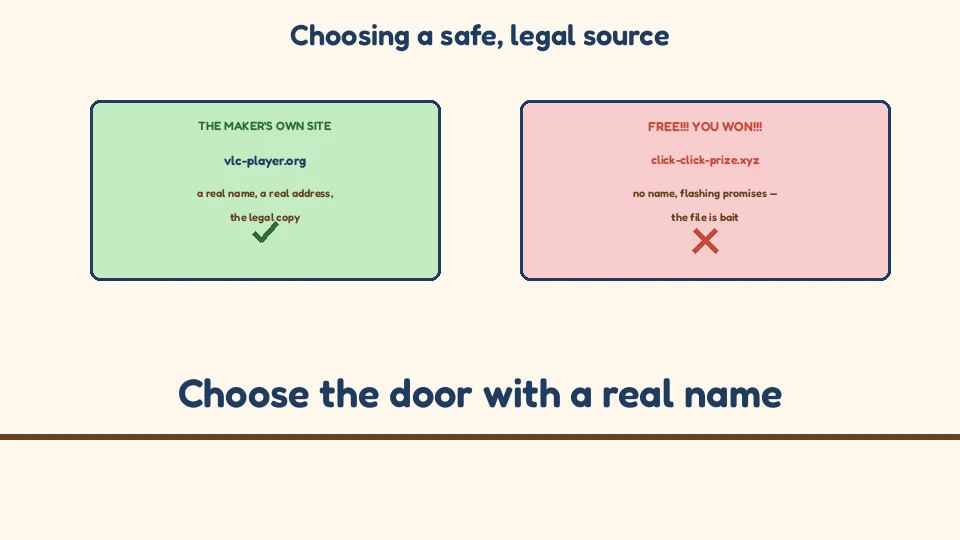 Choosing a safe, legal source
THE MAKER'S OWN SITE
vlc-player.org
a real name, a real address,
the legal copy
FREE!!! YOU WON!!!
click-click-prize.xyz
no name, flashing promises –
the file is bait
Choose the door with a real name